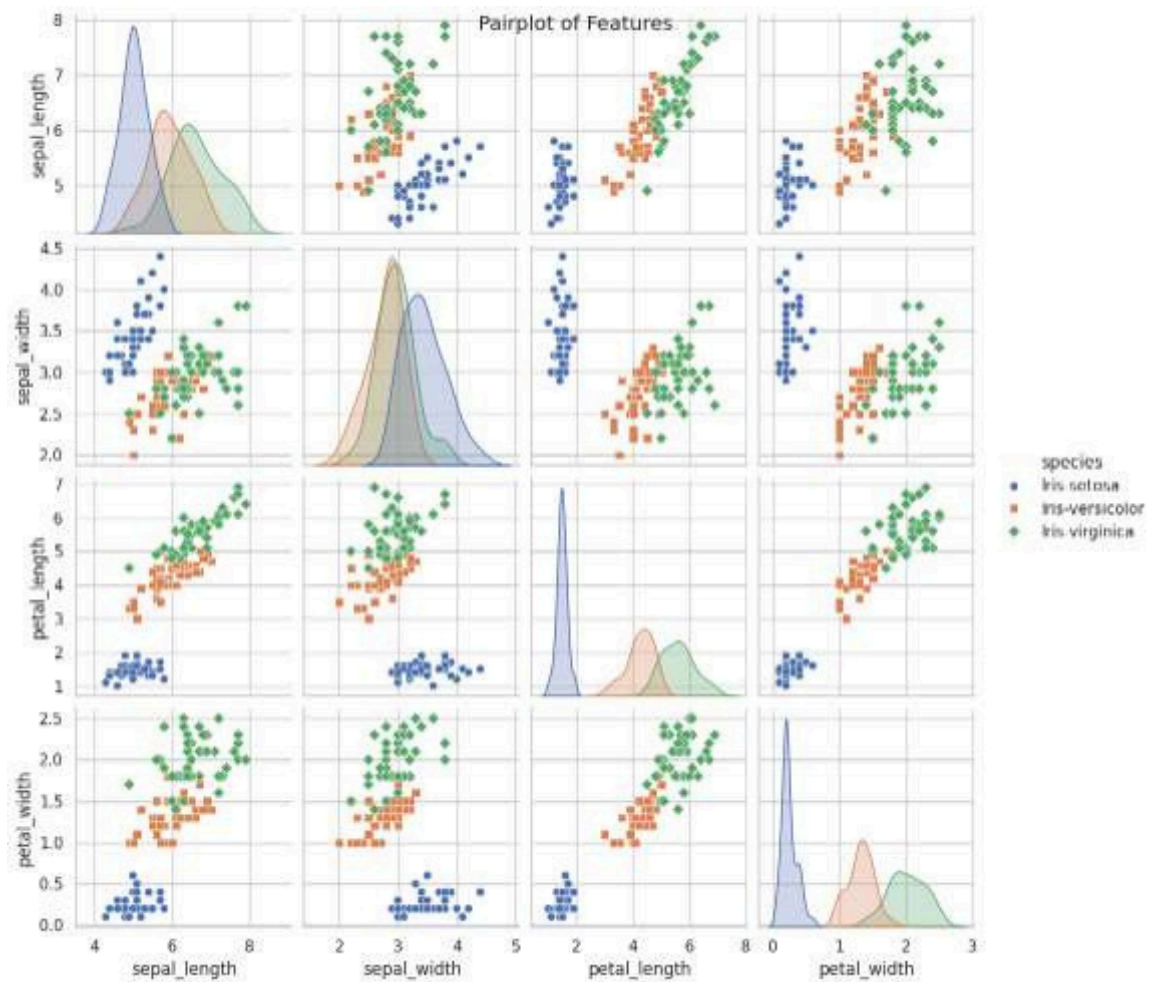 Pairplot of Features
8
7
6
5
sepal_length
4.5
4.0
3.5
3.0
2.5
2.0
sepal_width
7
6
5
4
3
2
1
petal_length
2.5
2.0
1.5
1.0
0.5
0.0
petal_width
4 6 8
2 3 4 5
2 4 6 8
0 1 2 3
sepal_length
sepal_width
petal_length
petal_width
species
Iris-setosa
Iris-versicolor
Iris-virginica